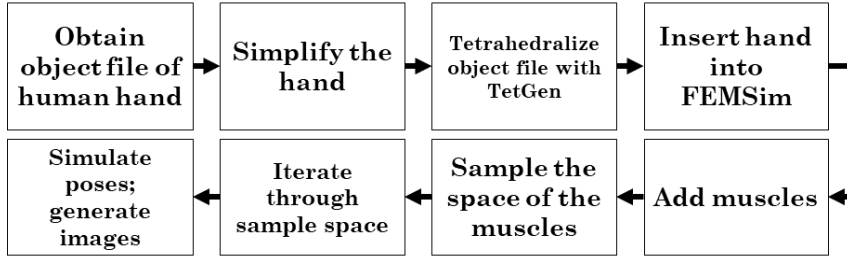 Obtain
object file of
human hand
Simplify the
hand
Tetrahedralize
object file with
TetGen
Insert hand
into
FEMSim
Add muscles
Sample the
space of the
muscles
Iterate
through
sample space
Simulate
poses;
generate
images